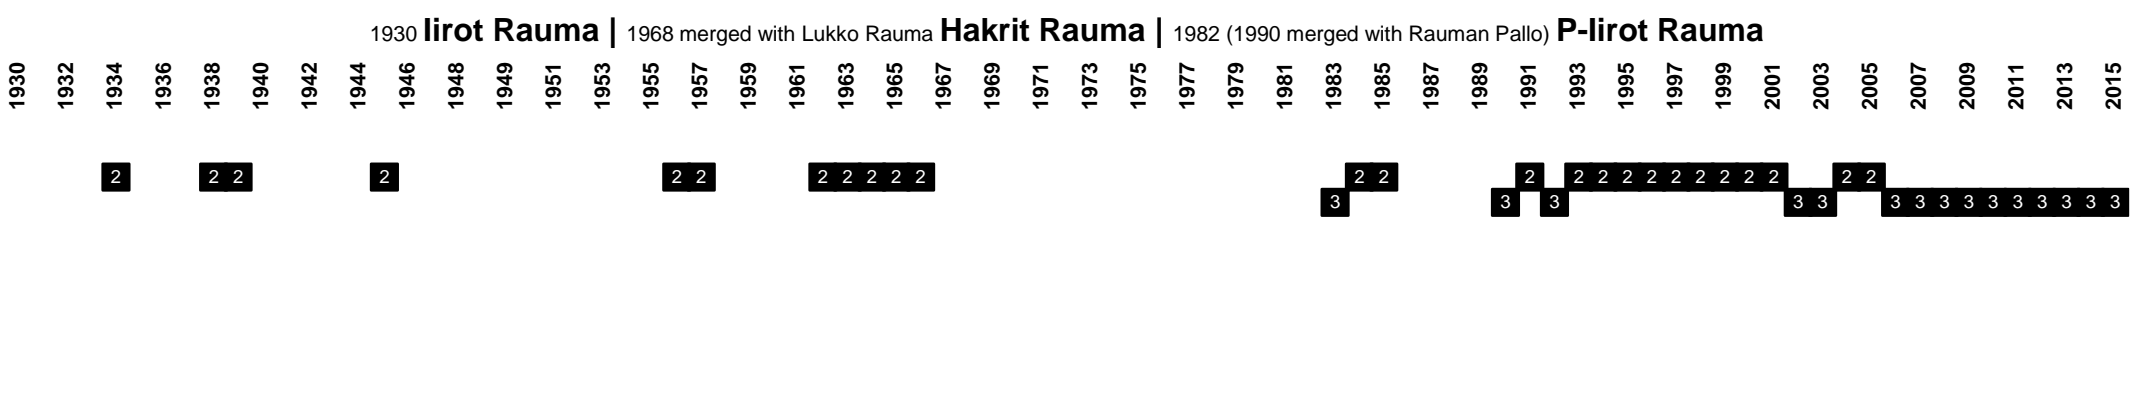 1930 Iirot Rauma | 1968 merged with Lukko Rauma Hakrit Rauma | 1982 (1990 merged with Rauman Pallo) P-Iirot Rauma
1930 1932 1934 1936 1938 1940 1942 1944 1946 1948 1949 1951 1953 1955 1957 1959 1961 1963 1965 1967 1969 1971 1973 1975 1977 1979 1981 1983 1985 1987 1989 1991 1993 1995 1997 1999 2001 2003 2005 2007 2009 2011 2013 2015
2 2 2 2 2 2 2 2 2 2 2 2 2 2 2 2 2 2 2 2 2 2 2 2 2
3 3 3 3 3 3 3 3 3 3 3 3 3 3 3